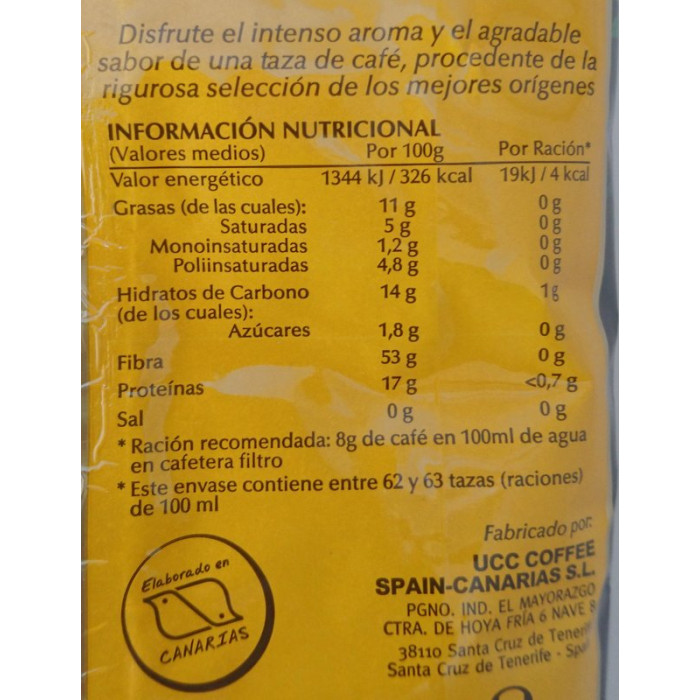 Disfrute el intenso aroma y el agradable
sabor de una taza de café, procedente de la
rigurosa selección de los mejores orígenes
INFORMACIÓN NUTRICIONAL
(Valores medios) Por 100g Por Ración*
Valor energético 1344 kJ / 326 kcal 19kJ / 4 kcal
Grasas (de las cuales): 11 g 0 g
Saturadas 5 g 0 g
Monoinsaturadas 1,2 g 0 g
Poliinsaturadas 4,8 g 0 g
Hidratos de Carbono 14 g 1g
(de los cuales):
Azúcares 1,8 g 0 g
Fibra 53 g 0 g
Proteínas 17 g <0,7 g
Sal 0 g 0 g
* Ración recomendada: 8g de café en 100ml de agua
en cafetera filtro
* Este envase contiene entre 62 y 63 tazas (raciones)
de 100 ml
Elaborado en
CANARIAS
Fabricado por:
UCC COFFEE
SPAIN-CANARIAS S.L.
PGNO. IND. EL MAYORAZGO
CTRA. DE HOYA FRÍA 6 NAVE 8
38110 Santa Cruz de
Santa Cruz de Tenerife -